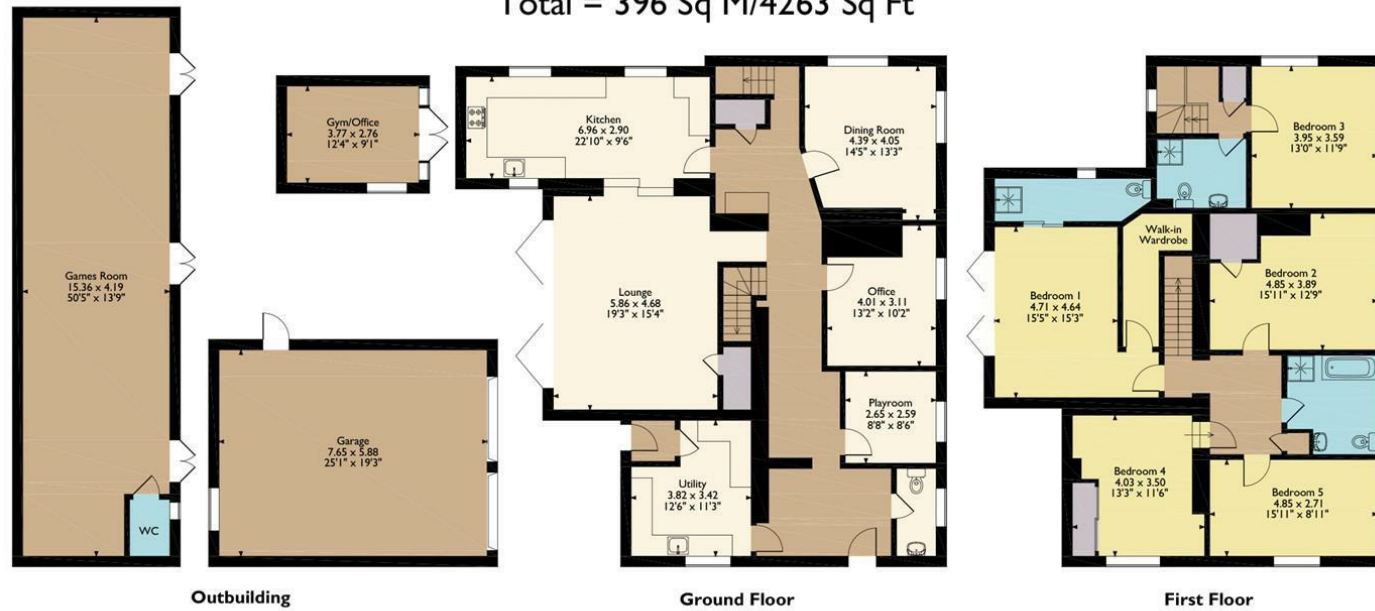 Total = 396 Sq M/4263 Sq Ft
Games Room
15.36 x 4.19
50'5" x 13'9"
WC
Gym/Office
3.77 x 2.76
12'4" x 9'1"
Garage
7.65 x 5.88
25'1" x 19'3"
Outbuilding
Kitchen
6.96 x 2.90
22'10" x 9'6"
Dining Room
4.39 x 4.05
14'5" x 13'3"
Lounge
5.86 x 4.68
19'3" x 15'4"
Office
4.01 x 3.11
13'2" x 10'2"
Playroom
2.65 x 2.59
8'8" x 8'6"
Utility
3.82 x 3.42
12'6" x 11'3"
Ground Floor
Bedroom 3
3.95 x 3.59
13'0" x 11'9"
Walk-in
Wardrobe
Bedroom 2
4.85 x 3.89
15'11" x 12'9"
Bedroom 1
4.71 x 4.64
15'5" x 15'3"
Bedroom 4
4.03 x 3.50
13'3" x 11'6"
Bedroom 5
4.85 x 2.71
15'11" x 8'11"
First Floor